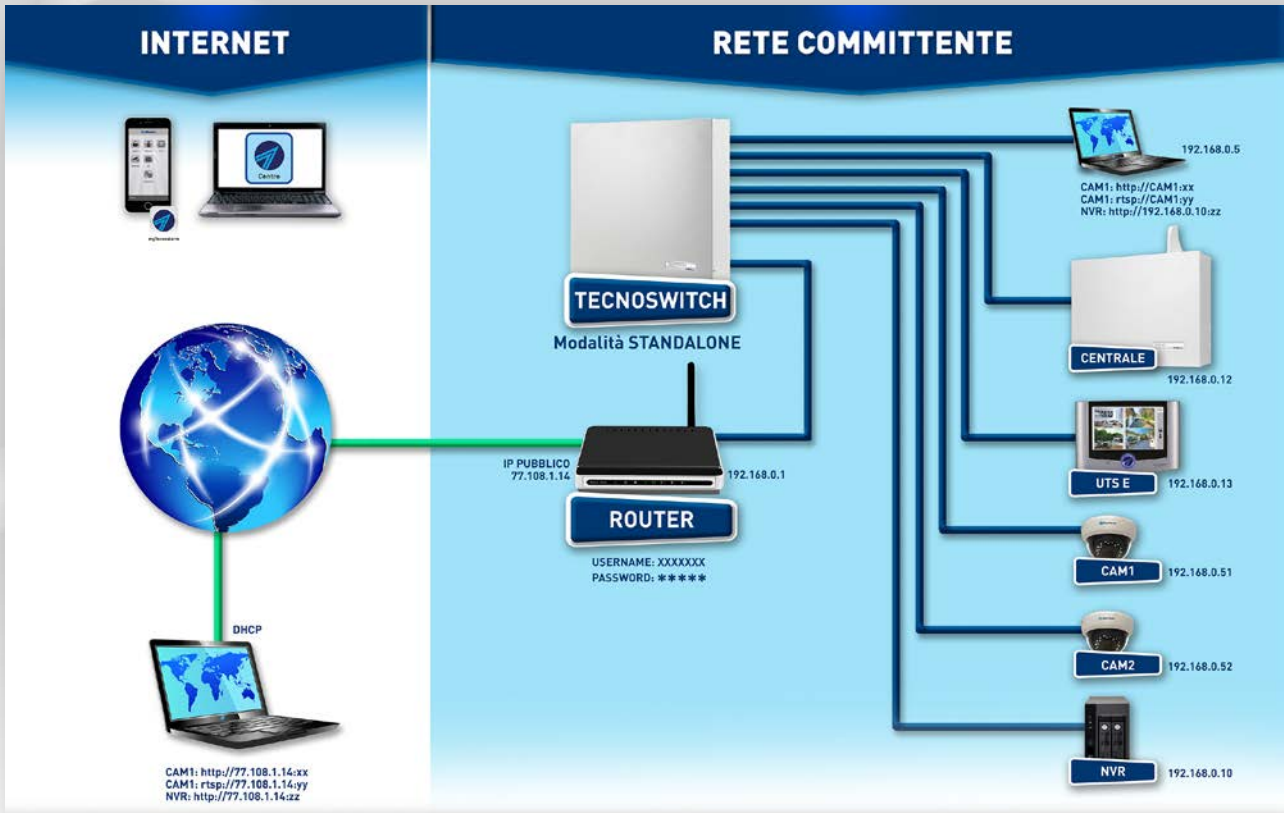 INTERNET
RETE COMMITTENTE
Centro
TECNOSWITCH
Modalità STANDALONE
192.168.0.5
CAM1: http://CAM1:xx
CAM1: rtsp://CAM1:yy
NVR: http://192.168.0.10:zz
CENTRALE
192.168.0.12
IP PUBBLICO
77.108.1.14
192.168.0.1
ROUTER
USERNAME: XXXXXXX
PASSWORD: *****
UTS E
192.168.0.13
CAM1
192.168.0.51
CAM2
192.168.0.52
NVR
192.168.0.10
DHCP
CAM1: http://77.108.1.14:xx
CAM1: rtsp://77.108.1.14:yy
NVR: http://77.108.1.14:zz